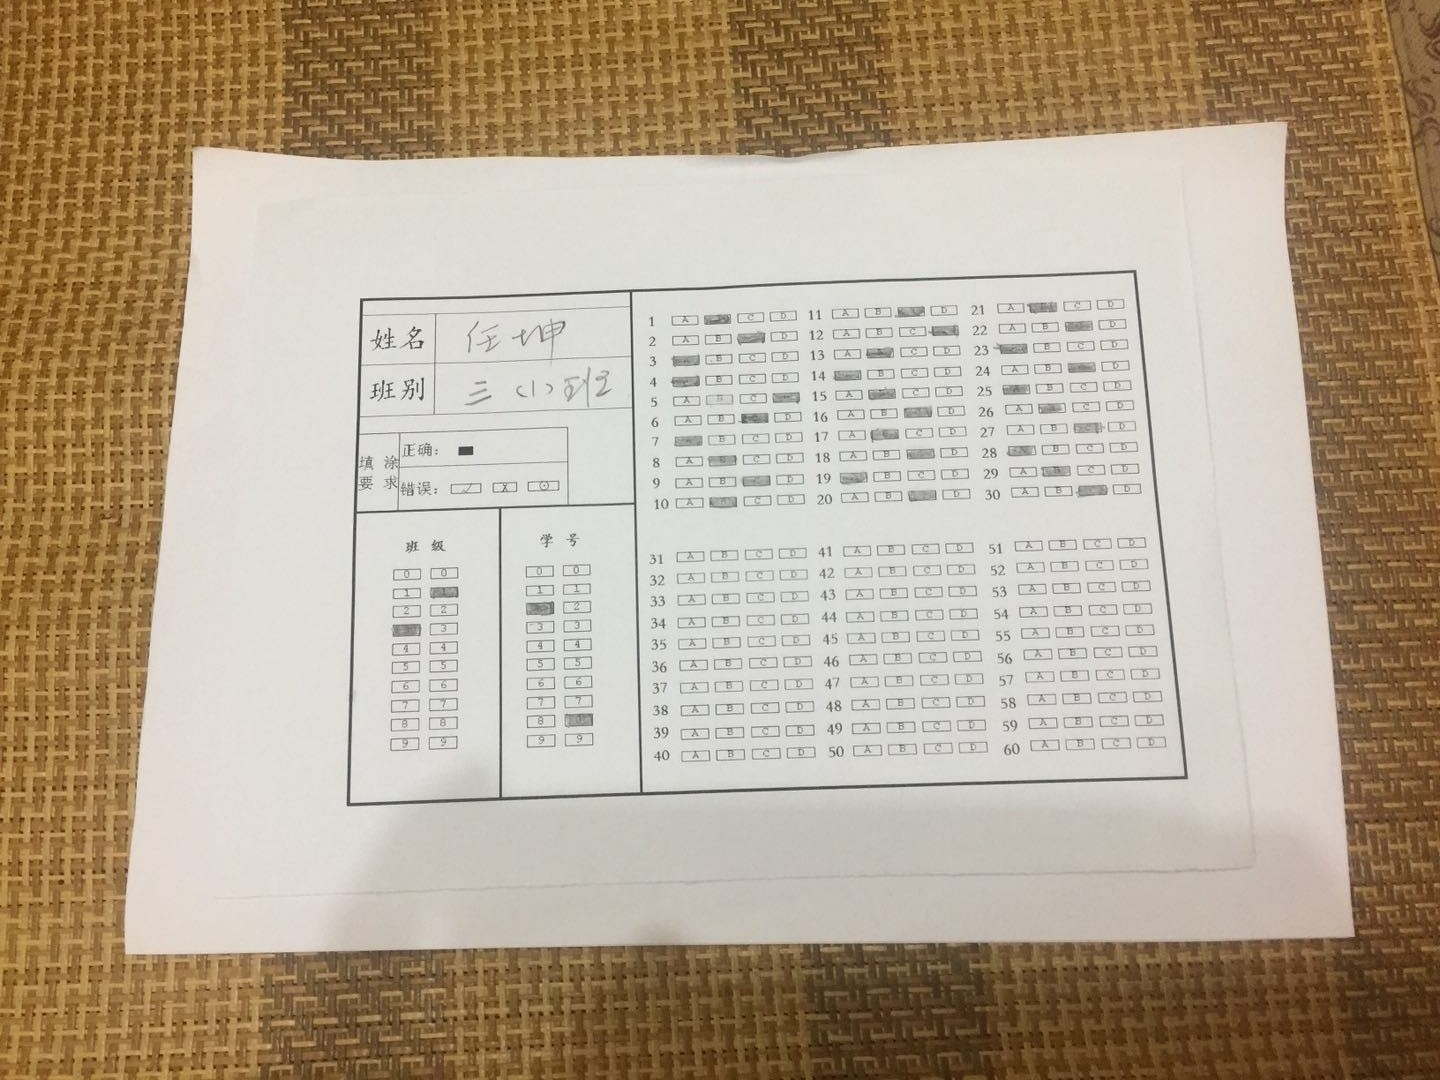 姓名 任坤
班别 三（1）班
填涂要求
正确：
错误：
班级
0 0
1
2 2
3
4 4
5 5
6 6
7 7
8 8
9 9
学号
0 0
1 1
2
3 3
4 4
5 5
6 6
7 7
8
9 9
1 A C D
2 A B D
3 B C D
4 B C D
5 A B C
6 A B D
7 B C D
8 A C D
9 A B D
10 A C D
11 A B D
12 A B C
13 A C D
14 B C D
15 A C D
16 A B D
17 A C D
18 A B D
19 B C D
20 A B D
21 A C D
22 A B D
23 B C D
24 A B D
25 B C D
26 A C D
27 A B D
28 B C D
29 A C D
30 A B D
31 A B C D
32 A B C D
33 A B C D
34 A B C D
35 A B C D
36 A B C D
37 A B C D
38 A B C D
39 A B C D
40 A B C D
41 A B C D
42 A B C D
43 A B C D
44 A B C D
45 A B C D
46 A B C D
47 A B C D
48 A B C D
49 A B C D
50 A B C D
51 A B C D
52 A B C D
53 A B C D
54 A B C D
55 A B C D
56 A B C D
57 A B C D
58 A B C D
59 A B C D
60 A B C D